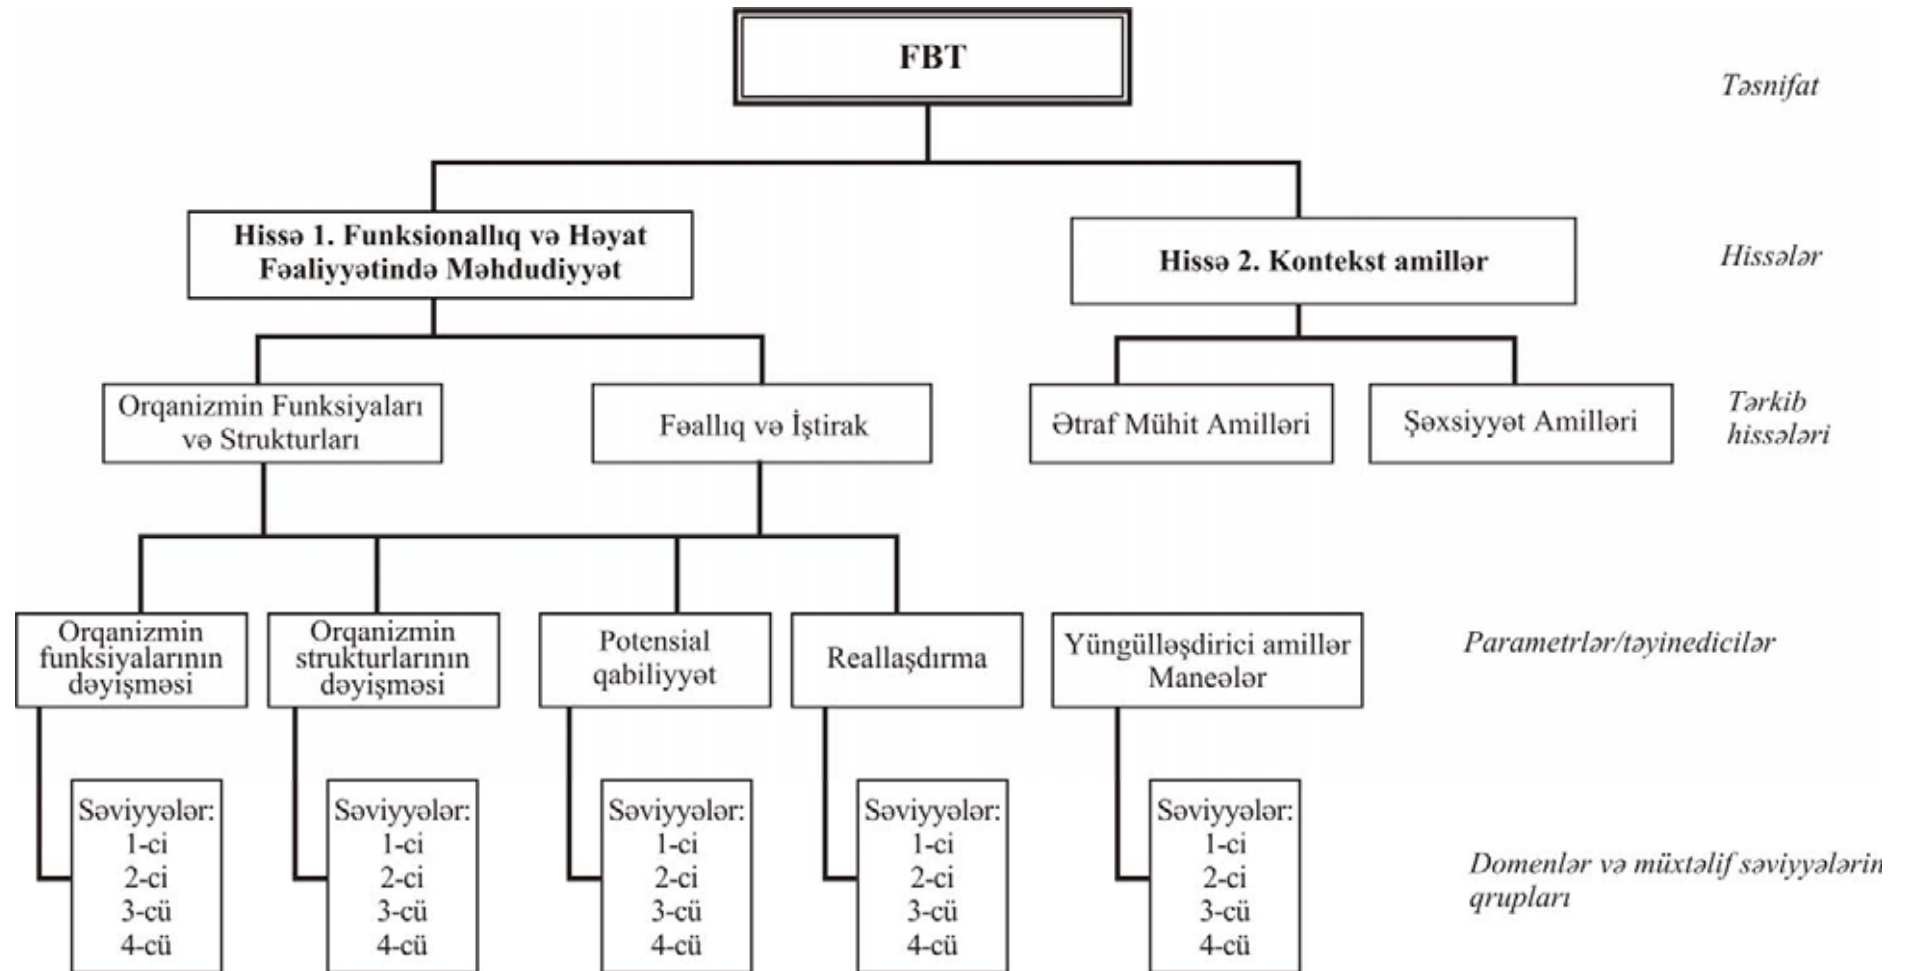 FBT
Təsnifat
Hissə 1. Funksionallıq və Həyat
Fəaliyyətində Məhdudiyyət
Hissə 2. Kontekst amillər
Hissələr
Orqanizmin Funksiyaları
və Strukturları
Fəallıq və İştirak
Ətraf Mühit Amilləri
Şəxsiyyət Amilləri
Tərkib
hissələri
Orqanizmin
funksiyalarının
dəyişməsi
Orqanizmin
strukturlarının
dəyişməsi
Potensial
qabiliyyət
Reallaşdırma
Yüngülləşdirici amillər
Maneələr
Parametrlər/təyinedicilər
Səviyyələr:
1-ci
2-ci
3-cü
4-cü
Səviyyələr:
1-ci
2-ci
3-cü
4-cü
Səviyyələr:
1-ci
2-ci
3-cü
4-cü
Səviyyələr:
1-ci
2-ci
3-cü
4-cü
Səviyyələr:
1-ci
2-ci
3-cü
4-cü
Domenlər və müxtəlif səviyyələrin
qrupları